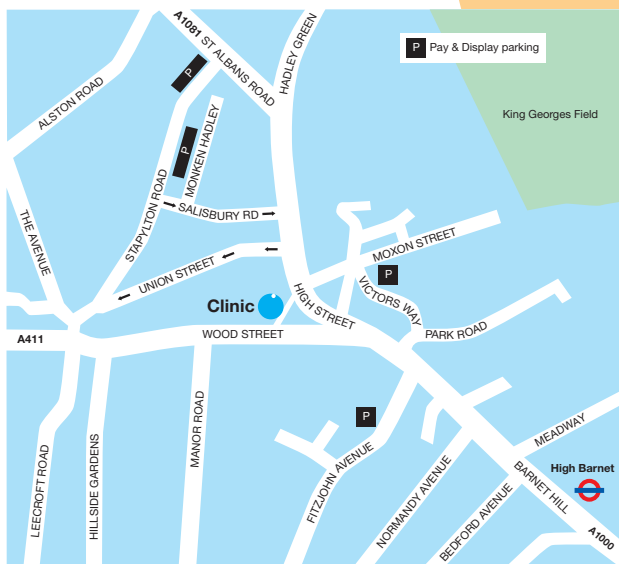 A1081 ST ALBANS ROAD
HADLEY GREEN
P Pay & Display parking
King Georges Field
ALSTON ROAD
P
P
MONKEN HADLEY
STAPYLTON ROAD
SALISBURY RD
THE AVENUE
UNION STREET
MOXON STREET
P
VICTORS WAY
Clinic
HIGH STREET
WOOD STREET
PARK ROAD
A411
MANOR ROAD
P
FITZJOHN AVENUE
LEECROFT ROAD
HILLSIDE GARDENS
NORMANDY AVENUE
BEDFORD AVENUE
MEADWAY
BARNET HILL
High Barnet
A1000